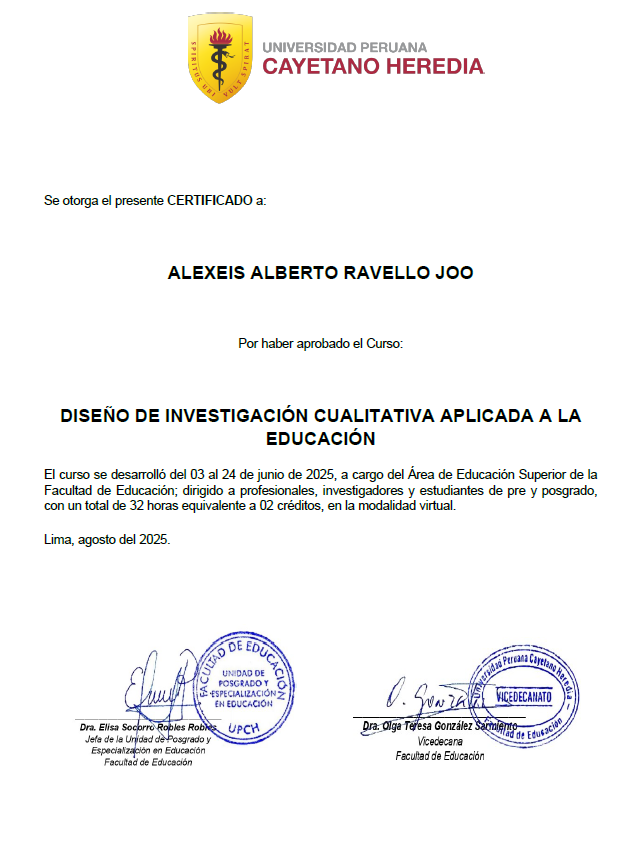 SPIRITUS UBI VULT SPIRAT
UNIVERSIDAD PERUANA
CAYETANO HEREDIA
Se otorga el presente CERTIFICADO a:
ALEXEIS ALBERTO RAVELLO JOO
Por haber aprobado el Curso:
DISEÑO DE INVESTIGACIÓN CUALITATIVA APLICADA A LA
EDUCACIÓN
El curso se desarrolló del 03 al 24 de junio de 2025, a cargo del Área de Educación Superior de la
Facultad de Educación; dirigido a profesionales, investigadores y estudiantes de pre y posgrado,
con un total de 32 horas equivalente a 02 créditos, en la modalidad virtual.
Lima, agosto del 2025.
FACULTAD DE EDUCACIÓN
UNIDAD DE
POSGRADO Y
ESPECIALIZACIÓN
EN EDUCACIÓN
UPCH
Dra. Elisa Socorro Robles Robles
Jefa de la Unidad de Posgrado y
Especialización en Educación
Facultad de Educación
Universidad Peruana Cayetano Heredia
VICEDECANATO
Facultad de Educación
O. Gonzal
Dra. Olga Teresa González Sarmiento
Vicedecana
Facultad de Educación